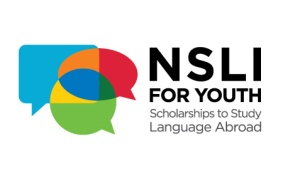 NSLI
FOR YOUTH
Scholarships to Study
Language Abroad